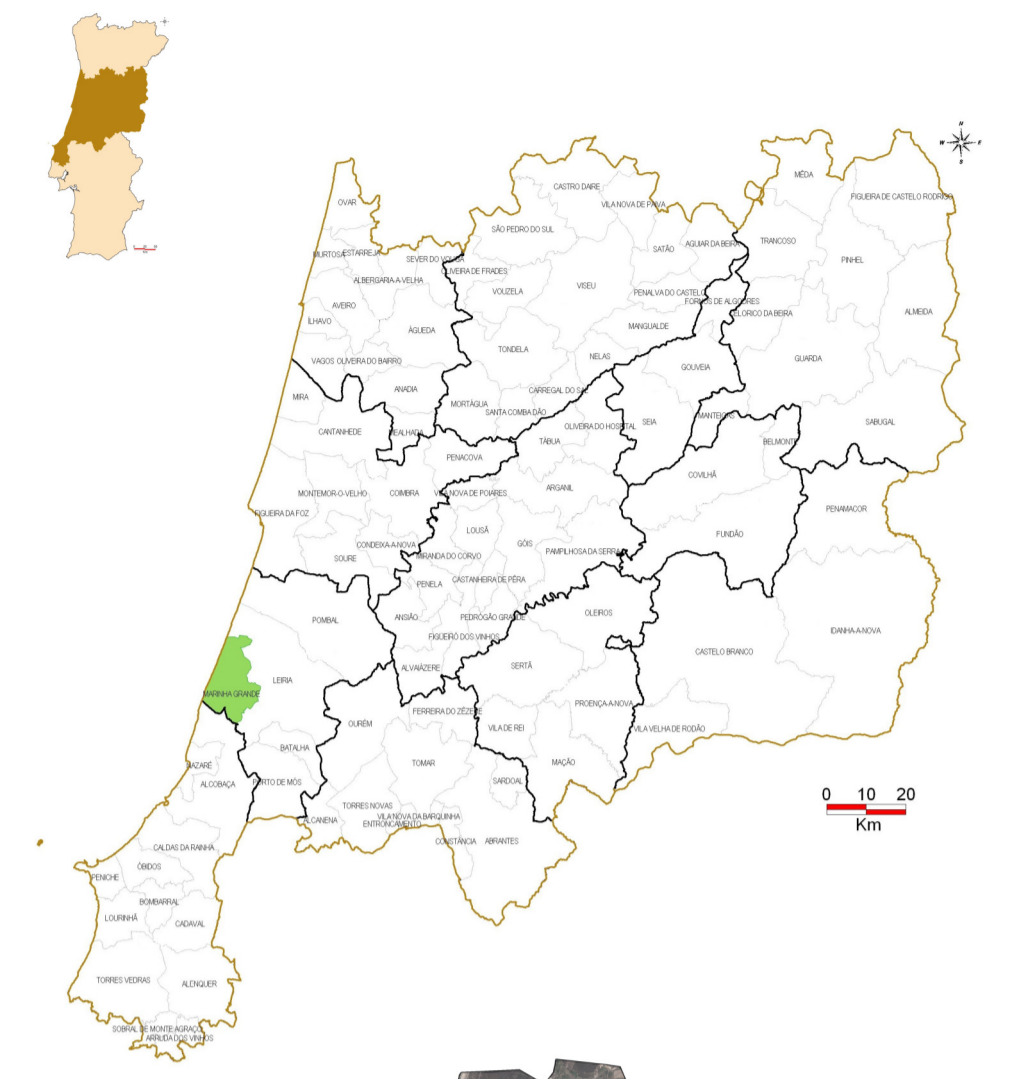 N
W E
S
MÊDA
FIGUEIRA DE CASTELO RODRIGO
CASTRO DAIRE
VILA NOVA DE PAIVA
OVAR
SÃO PEDRO DO SUL
TRANCOSO
SATÃO
AGUIAR DA BEIRA
MURTOSA
ESTARREJA
SEVER DO VOUGA
PINHEL
OLIVEIRA DE FRADES
ALBERGARIA-A-VELHA
VISEU
VOUZELA
PENALVA DO CASTELO
FORNOS DE ALGODRES
AVEIRO
CELORICO DA BEIRA
ALMEIDA
ÍLHAVO
ÁGUEDA
MANGUALDE
TONDELA
NELAS
GUARDA
VAGOS
OLIVEIRA DO BAIRRO
GOUVEIA
ANADIA
CARREGAL DO SAL
MIRA
MORTÁGUA
SANTA COMBA DÃO
MANTEIGAS
SEIA
SABUGAL
OLIVEIRA DO HOSPITAL
CANTANHEDE
MEALHADA
TÁBUA
BELMONTE
PENACOVA
COVILHÃ
ARGANIL
MONTEMOR-O-VELHO
COIMBRA
VILA NOVA DE POIARES
PENAMACOR
FIGUEIRA DA FOZ
LOUSÃ
FUNDÃO
GÓIS
CONDEIXA-A-NOVA
PAMPILHOSA DA SERRA
SOURE
MIRANDA DO CORVO
PENELA
CASTANHEIRA DE PÊRA
OLEIROS
POMBAL
ANSIÃO
PEDRÓGÃO GRANDE
IDANHA-A-NOVA
FIGUEIRÓ DOS VINHOS
CASTELO BRANCO
ALVAIÁZERE
SERTÃ
LEIRIA
MARINHA GRANDE
PROENÇA-A-NOVA
FERREIRA DO ZÊZERE
OURÉM
VILA DE REI
VILA VELHA DE RODÃO
BATALHA
TOMAR
MAÇÃO
NAZARÉ
PORTO DE MÓS
SARDOAL
ALCOBAÇA
0 10 20
Km
TORRES NOVAS
ALCANENA
VILA NOVA DA BARQUINHA
ENTRONCAMENTO
CONSTÂNCIA
ABRANTES
CALDAS DA RAINHA
ÓBIDOS
PENICHE
BOMBARRAL
LOURINHÃ
CADAVAL
TORRES VEDRAS
ALENQUER
SOBRAL DE MONTE AGRAÇO
ARRUDA DOS VINHOS